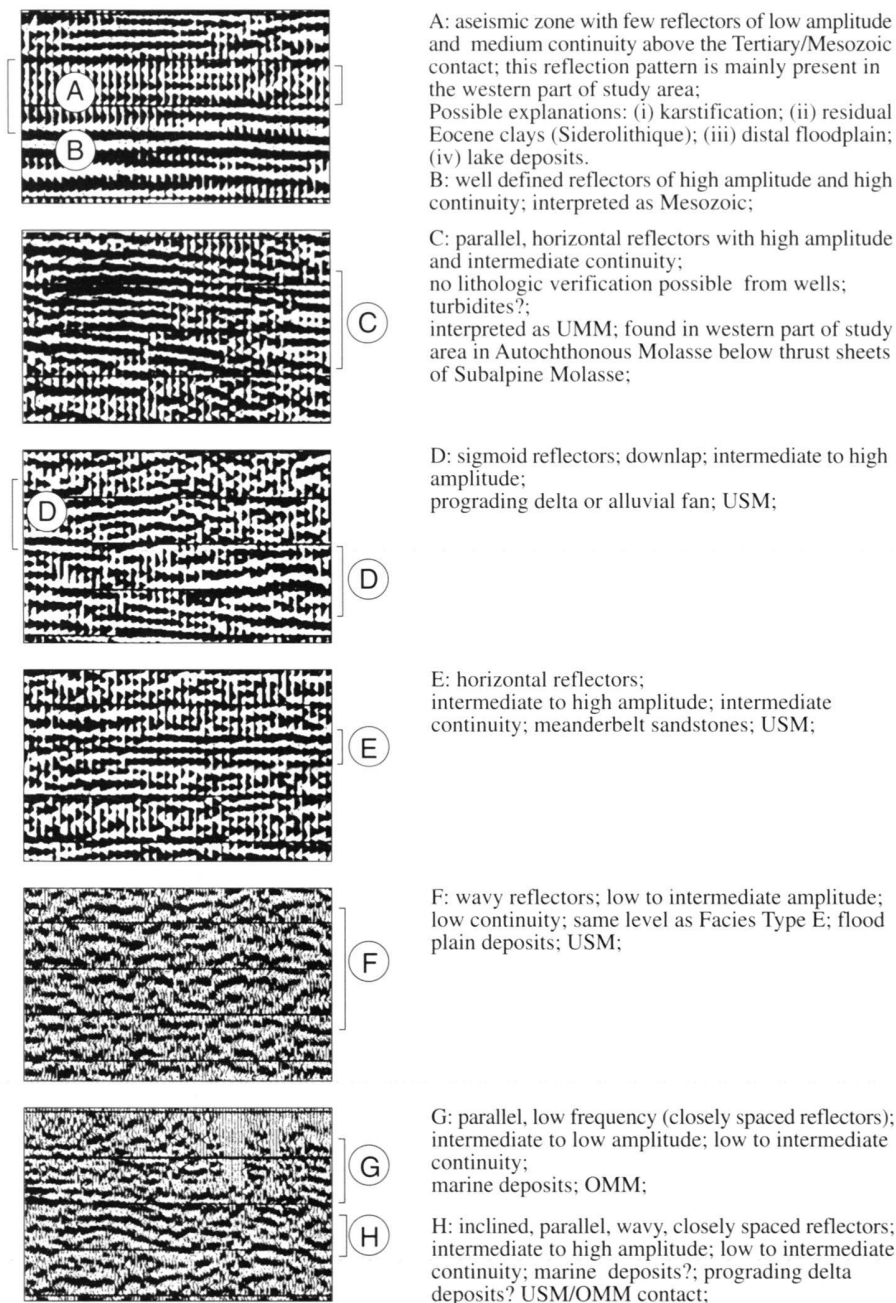 A
B
A: aseismic zone with few reflectors of low amplitude
and medium continuity above the Tertiary/Mesozoic
contact; this reflection pattern is mainly present in
the western part of study area;
Possible explanations: (i) karstification; (ii) residual
Eocene clays (Siderolithique); (iii) distal floodplain;
(iv) lake deposits.
B: well defined reflectors of high amplitude and high
continuity; interpreted as Mesozoic;
C
C: parallel, horizontal reflectors with high amplitude
and intermediate continuity;
no lithologic verification possible from wells;
turbidites?;
interpreted as UMM; found in western part of study
area in Autochthonous Molasse below thrust sheets
of Subalpine Molasse;
D
D
D: sigmoid reflectors; downlap; intermediate to high
amplitude;
prograding delta or alluvial fan; USM;
E
E: horizontal reflectors;
intermediate to high amplitude; intermediate
continuity; meanderbelt sandstones; USM;
F
F: wavy reflectors; low to intermediate amplitude;
low continuity; same level as Facies Type E; flood
plain deposits; USM;
G
H
G: parallel, low frequency (closely spaced reflectors);
intermediate to low amplitude; low to intermediate
continuity;
marine deposits; OMM;
H: inclined, parallel, wavy, closely spaced reflectors;
intermediate to high amplitude; low to intermediate
continuity; marine deposits?; prograding delta
deposits? USM/OMM contact;